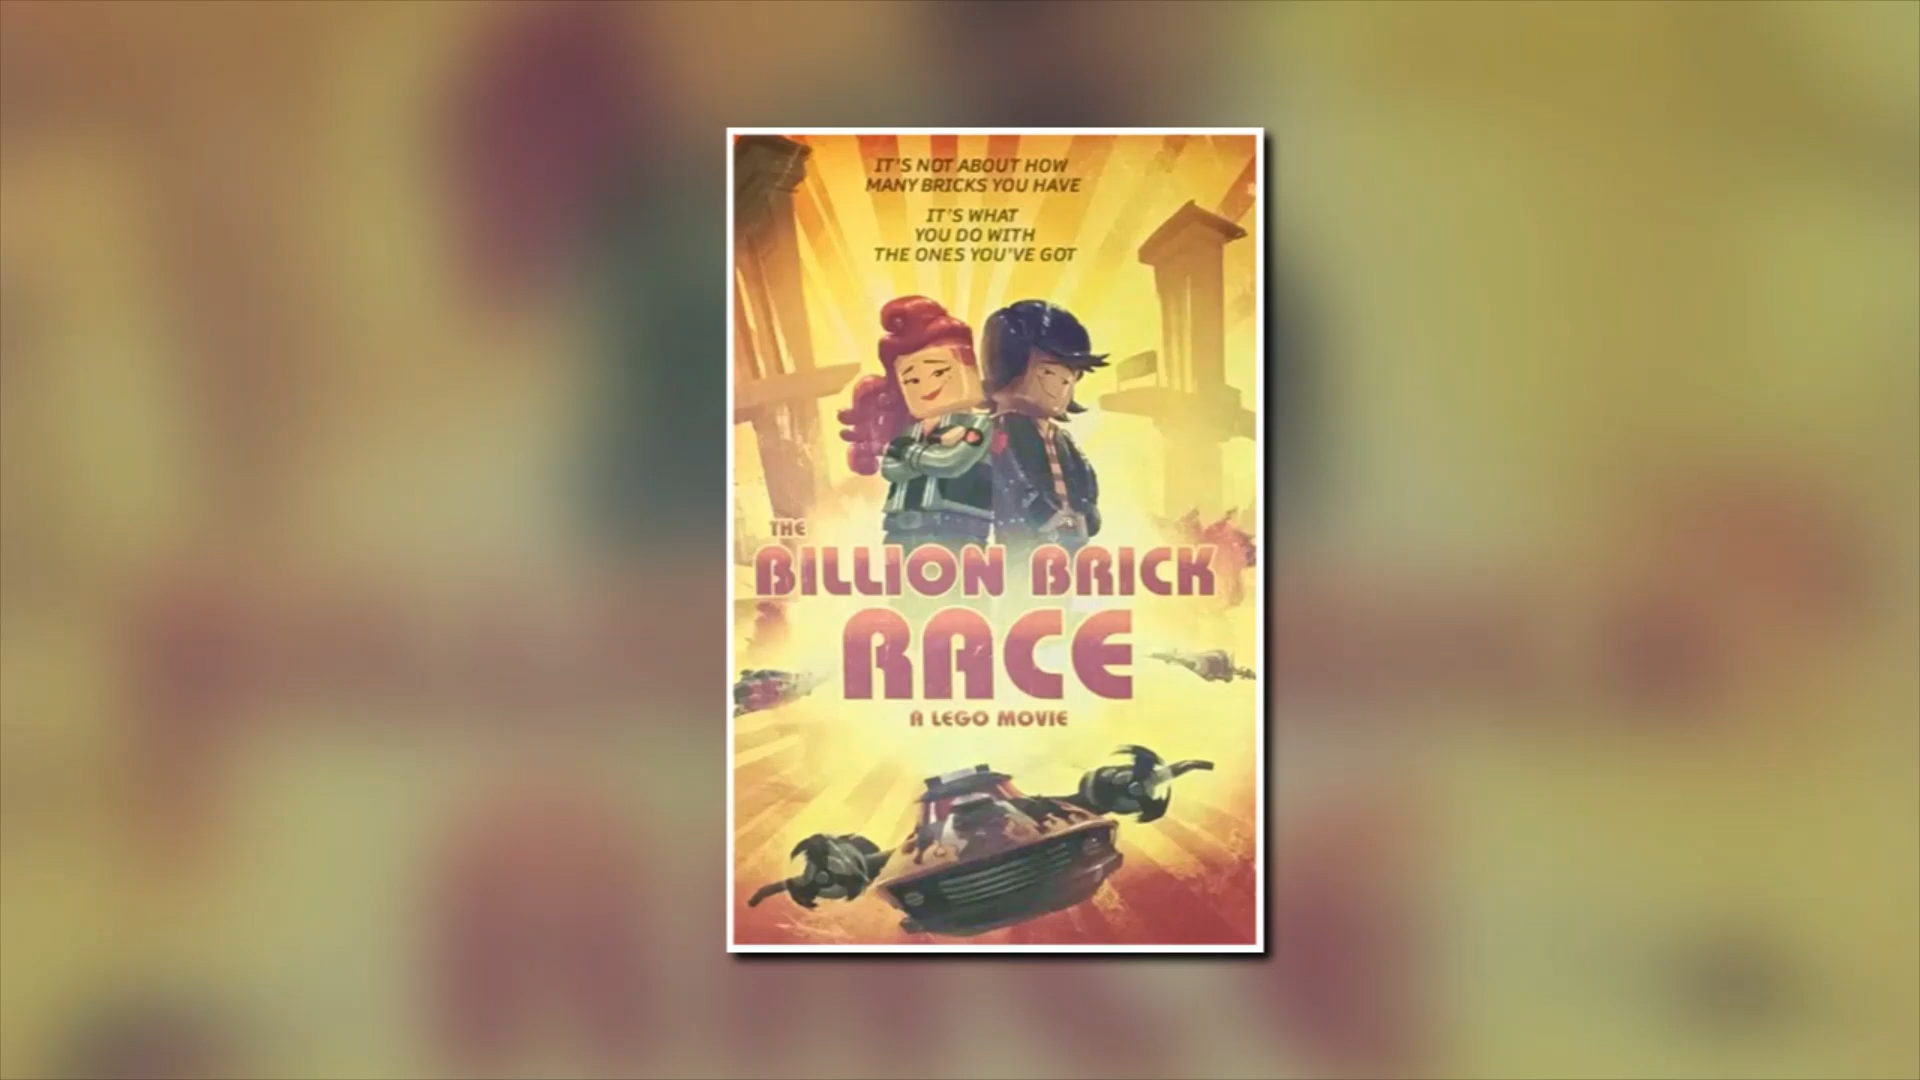 IT'S NOT ABOUT HOW
MANY BRICKS YOU HAVE
IT'S WHAT
YOU DO WITH
THE ONES YOU'VE GOT
THE
BILLION BRICK
RACE
A LEGO MOVIE